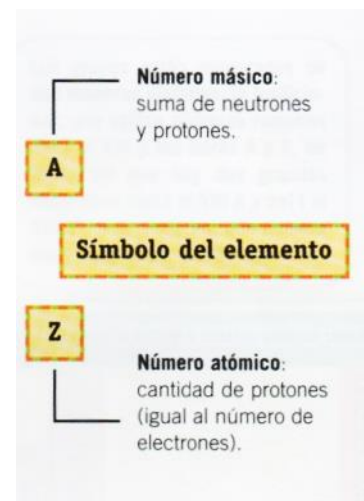 Número másico:
suma de neutrones
y protones.
A
Símbolo del elemento
Z
Número atómico:
cantidad de protones
(igual al número de
electrones).